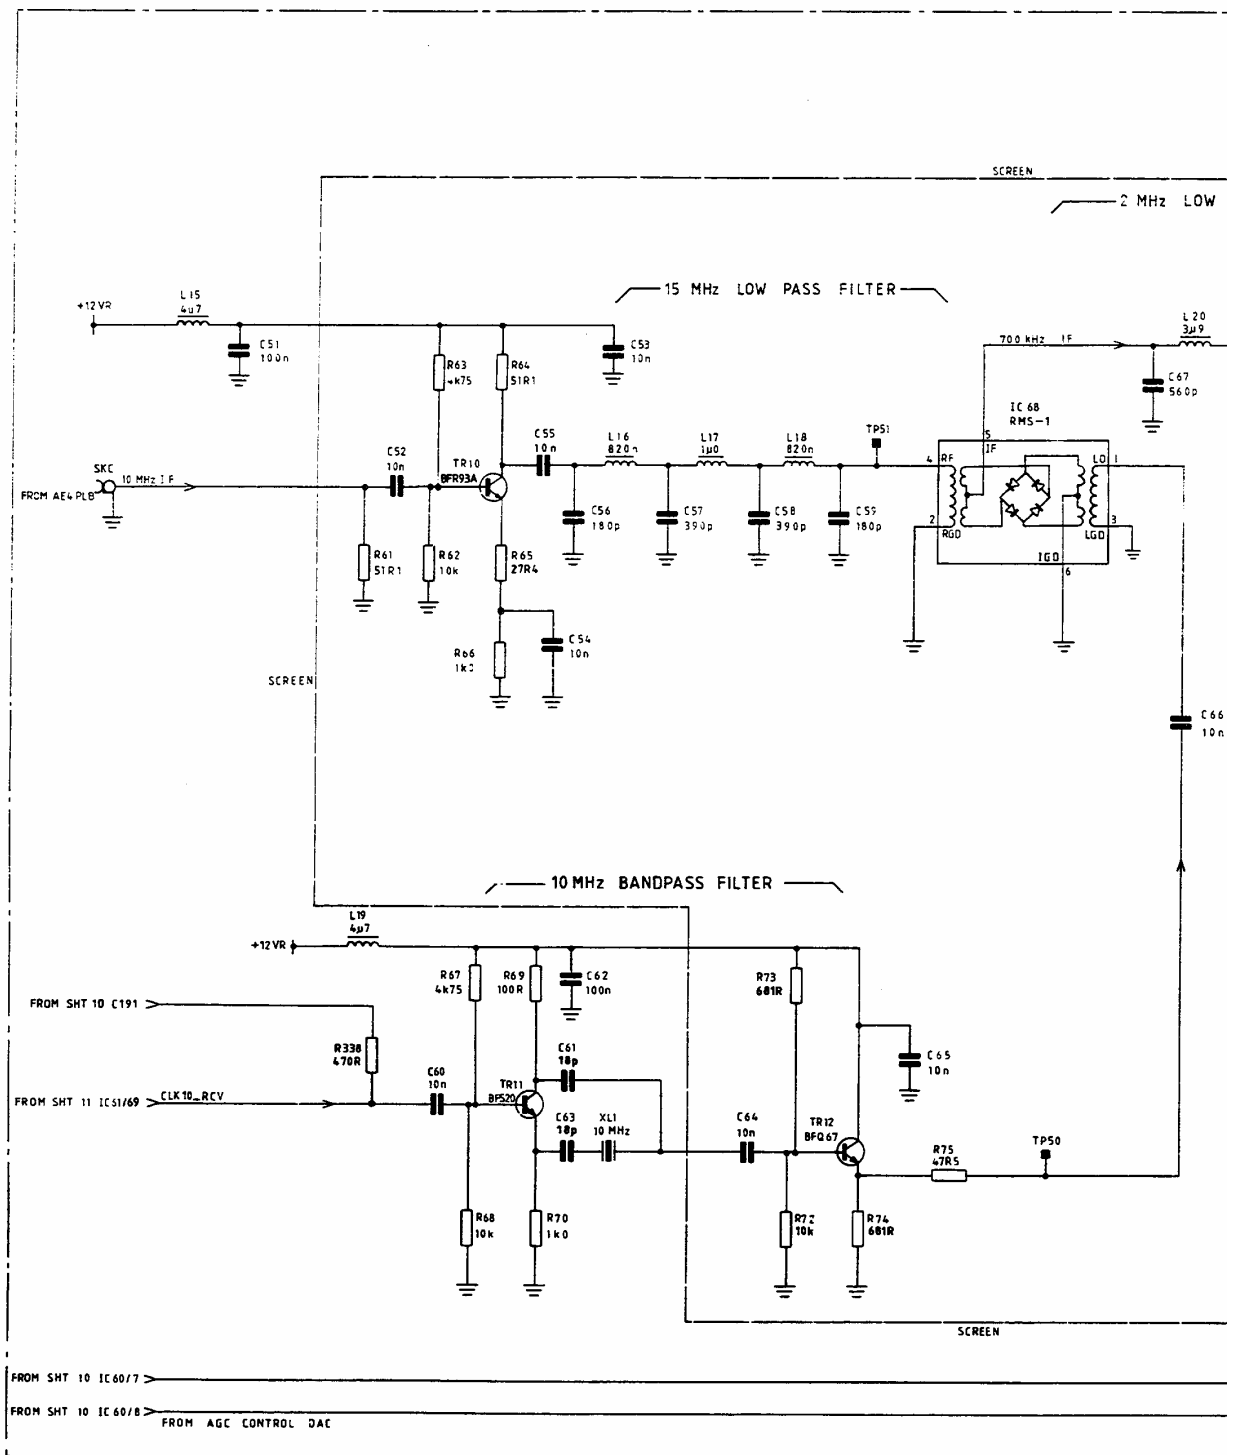 SCREEN
2 MHz LOW
15 MHz LOW PASS FILTER
+12VR
L15
4u7
C51
100n
R63
4k75
R64
51R1
C53
10n
L20
3µ9
700 kHz IF
C67
560p
IC68
RMS-1
5
IF
4 RF
LO 1
2
RGD
3
LGD
IGD
6
SKC
10 MHz IF
FROM AE4 PLB
C52
10n
TR10
BFR93A
C55
10n
L16
820n
L17
1µ0
L18
820n
TP51
C56
180p
C57
390p
C58
390p
C59
180p
R61
51R1
R62
10k
R65
27R4
R66
1k0
C54
10n
SCREEN
C66
10n
10 MHz BANDPASS FILTER
L19
4µ7
+12VR
R67
4k75
R69
100R
C62
100n
R73
681R
FROM SHT 10 C191
R338
470R
C61
18p
C65
10n
FROM SHT 11 IC51/69
CLK10_RCV
C60
10n
TR11
BFS20
C63
18p
XL1
10 MHz
C64
10n
TR12
BFQ67
R75
47R5
TP50
R68
10k
R70
1k0
R72
10k
R74
681R
SCREEN
FROM SHT 10 IC60/7
FROM SHT 10 IC60/8
FROM AGC CONTROL DAC